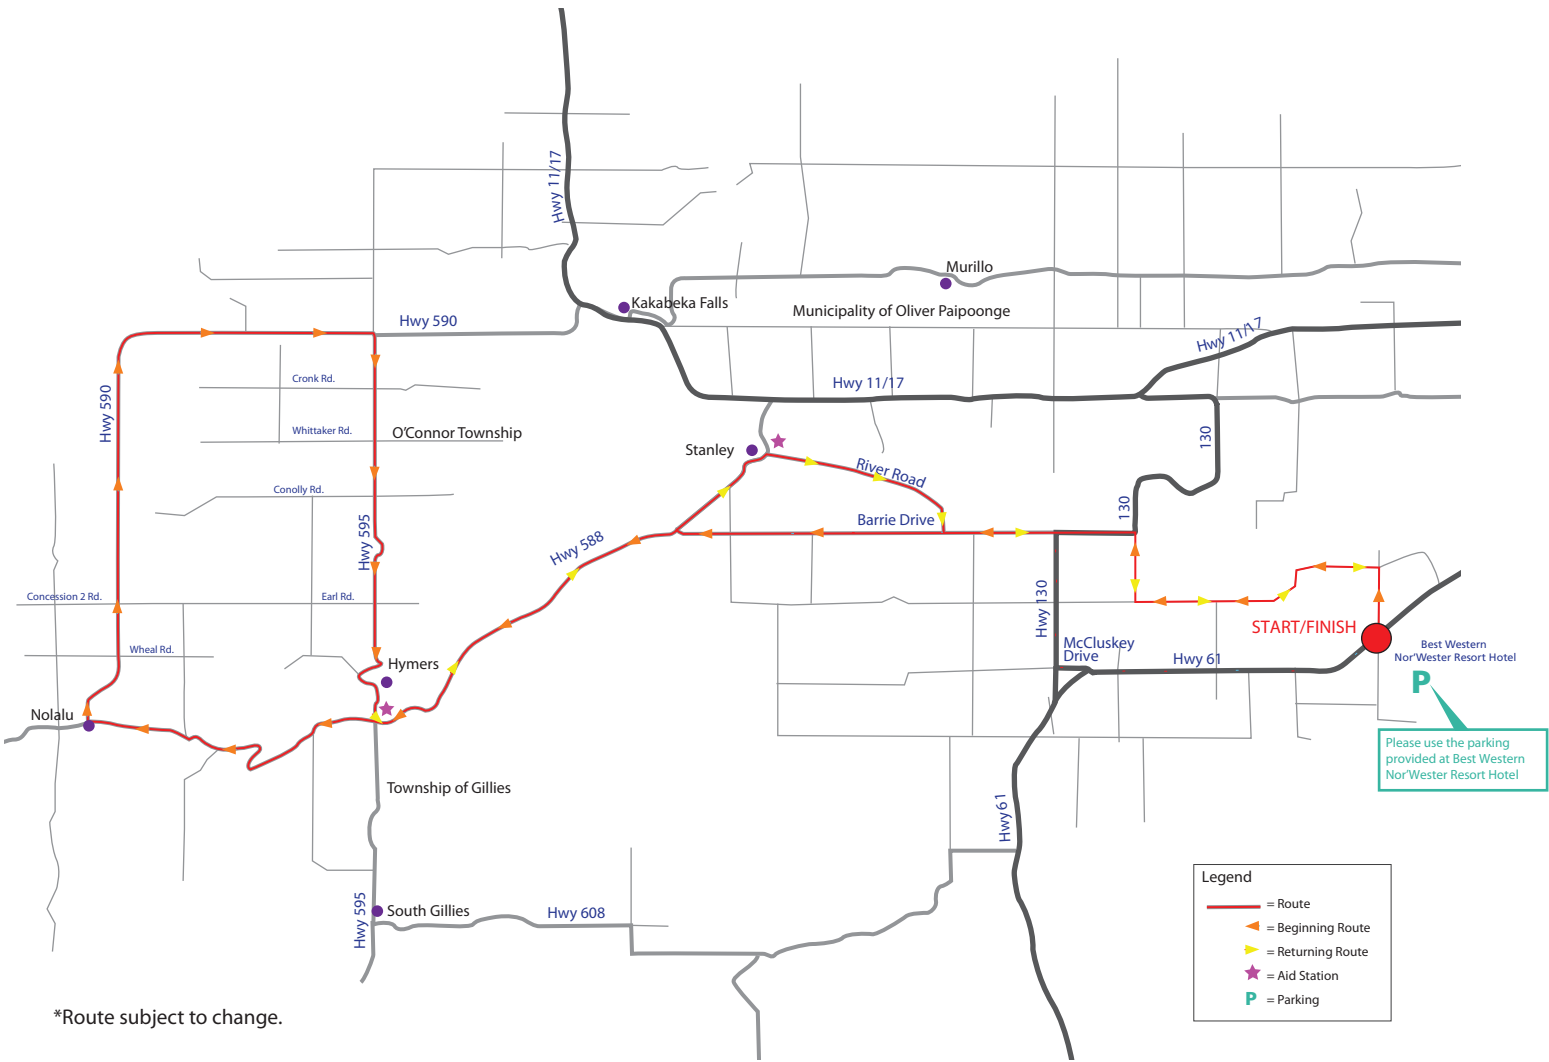 Hwy 11/17
Murillo
Kakabeka Falls
Municipality of Oliver Paipoonge
Hwy 590
Hwy 11/17
Hwy 11/17
Cronk Rd.
Hwy 590
Whittaker Rd.
O'Connor Township
130
Stanley
River Road
Conolly Rd.
130
Barrie Drive
Hwy 595
Hwy 588
Concession 2 Rd.
Earl Rd.
Hwy 130
START/FINISH
Wheal Rd.
McCluskey
Drive
Hwy 61
Best Western
Nor'Wester Resort Hotel
Hymers
P
Nolalu
Please use the parking
provided at Best Western
Nor'Wester Resort Hotel
Township of Gillies
Hwy 61
Legend
= Route
= Beginning Route
= Returning Route
= Aid Station
P = Parking
South Gillies
Hwy 608
Hwy 595
*Route subject to change.